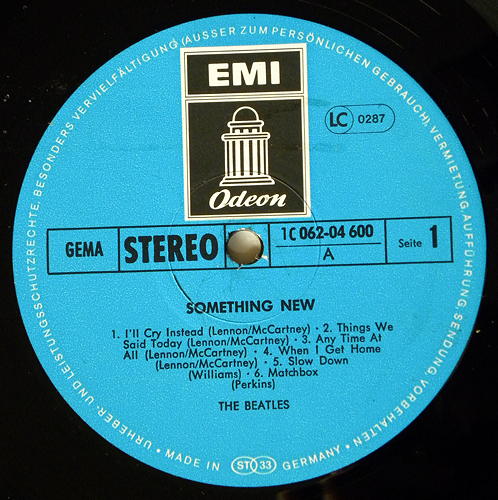 URHEBER- UND LEISTUNGSSCHUTZRECHTE, BESONDERS VERVIELFÄLTIGUNG (AUSSER ZUM PERSÖNLICHEN GEBRAUCH), VERMIETUNG, AUFFÜHRUNG, SENDUNG VORBEHALTEN
EMI
LC 0287
Odeon
GEMA
STEREO
1C 062-04 600
A
Seite 1
SOMETHING NEW
1. I'll Cry Instead (Lennon/McCartney) · 2. Things We
Said Today (Lennon/McCartney) · 3. Any Time At
All (Lennon/McCartney) · 4. When I Get Home
(Lennon/McCartney) · 5. Slow Down
(Williams) · 6. Matchbox
(Perkins)
THE BEATLES
• MADE IN ST 33 GERMANY •